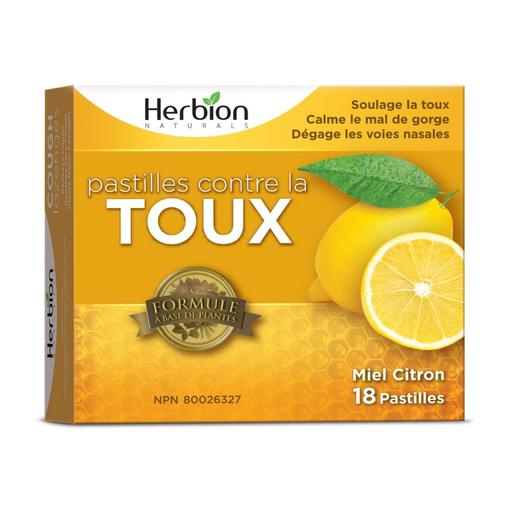 Herbion
NATURALS
Soulage la toux
Calme le mal de gorge
Dégage les voies nasales
pastilles contre la
TOUX
FORMULE
À BASE DE PLANTES
NPN 80026327
Miel Citron
18 Pastilles
COUGH
lozenges
Herbion